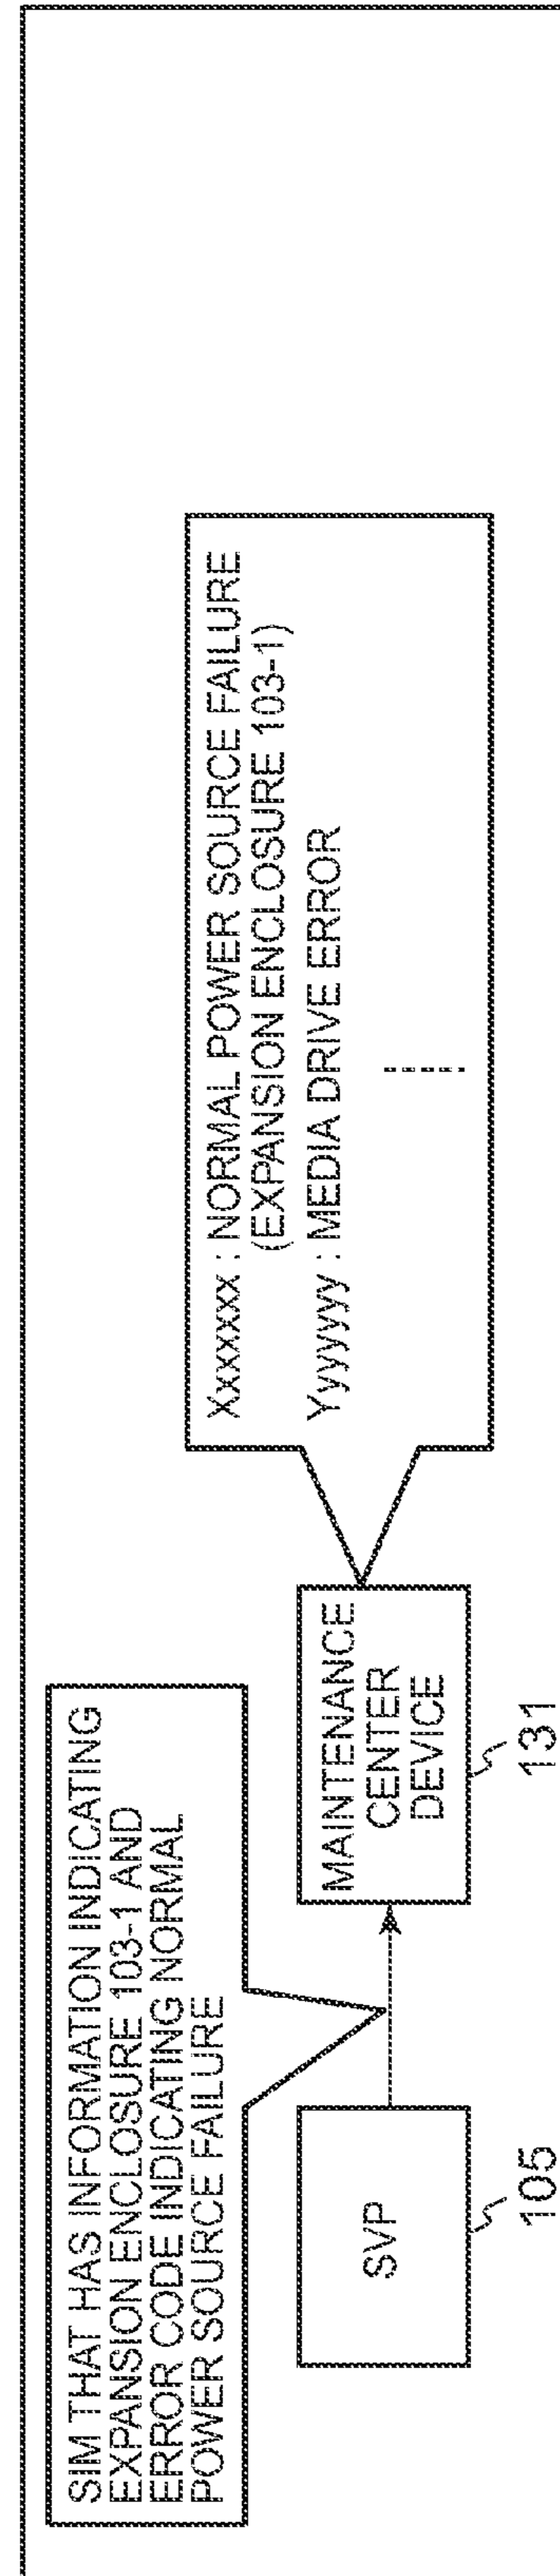 SIM THAT HAS INFORMATION INDICATING
EXPANSION ENCLOSURE 103-1 AND
ERROR CODE INDICATING NORMAL
POWER SOURCE FAILURE
SVP
105
MAINTENANCE
CENTER
DEVICE
131
Xxxxxxx : NORMAL POWER SOURCE FAILURE
(EXPANSION ENCLOSURE 103-1)
Yyyyyyy : MEDIA DRIVE ERROR